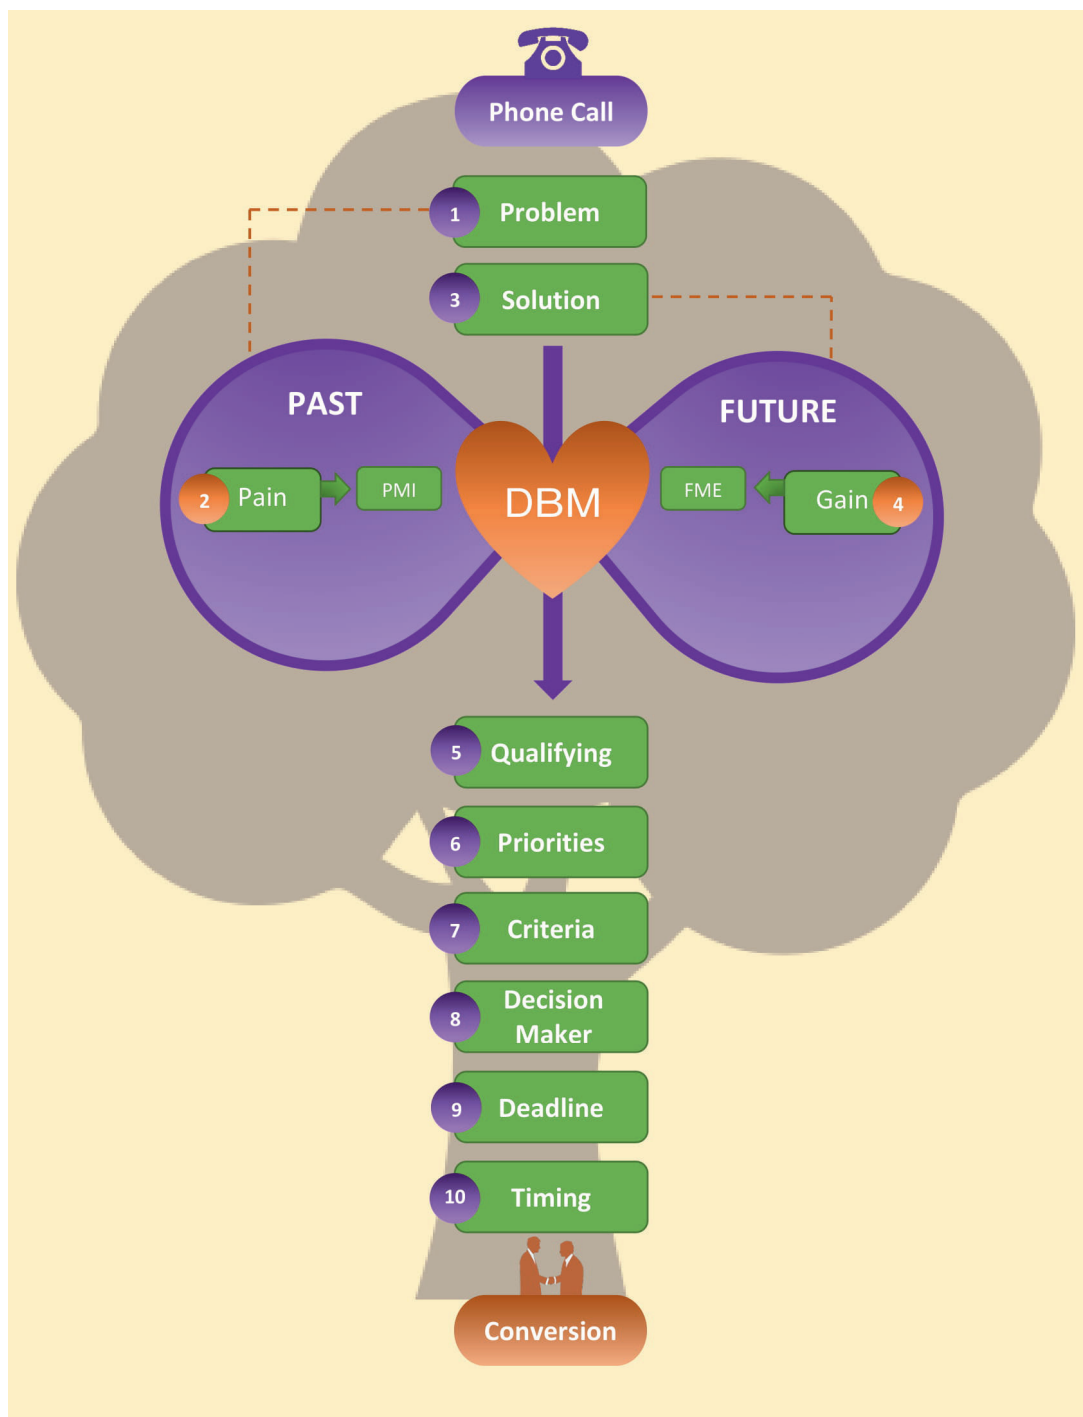 Phone Call
1
Problem
3
Solution
PAST
FUTURE
2
Pain
PMI
DBM
FME
Gain
4
5
Qualifying
6
Priorities
7
Criteria
8
Decision
Maker
9
Deadline
10
Timing
Conversion